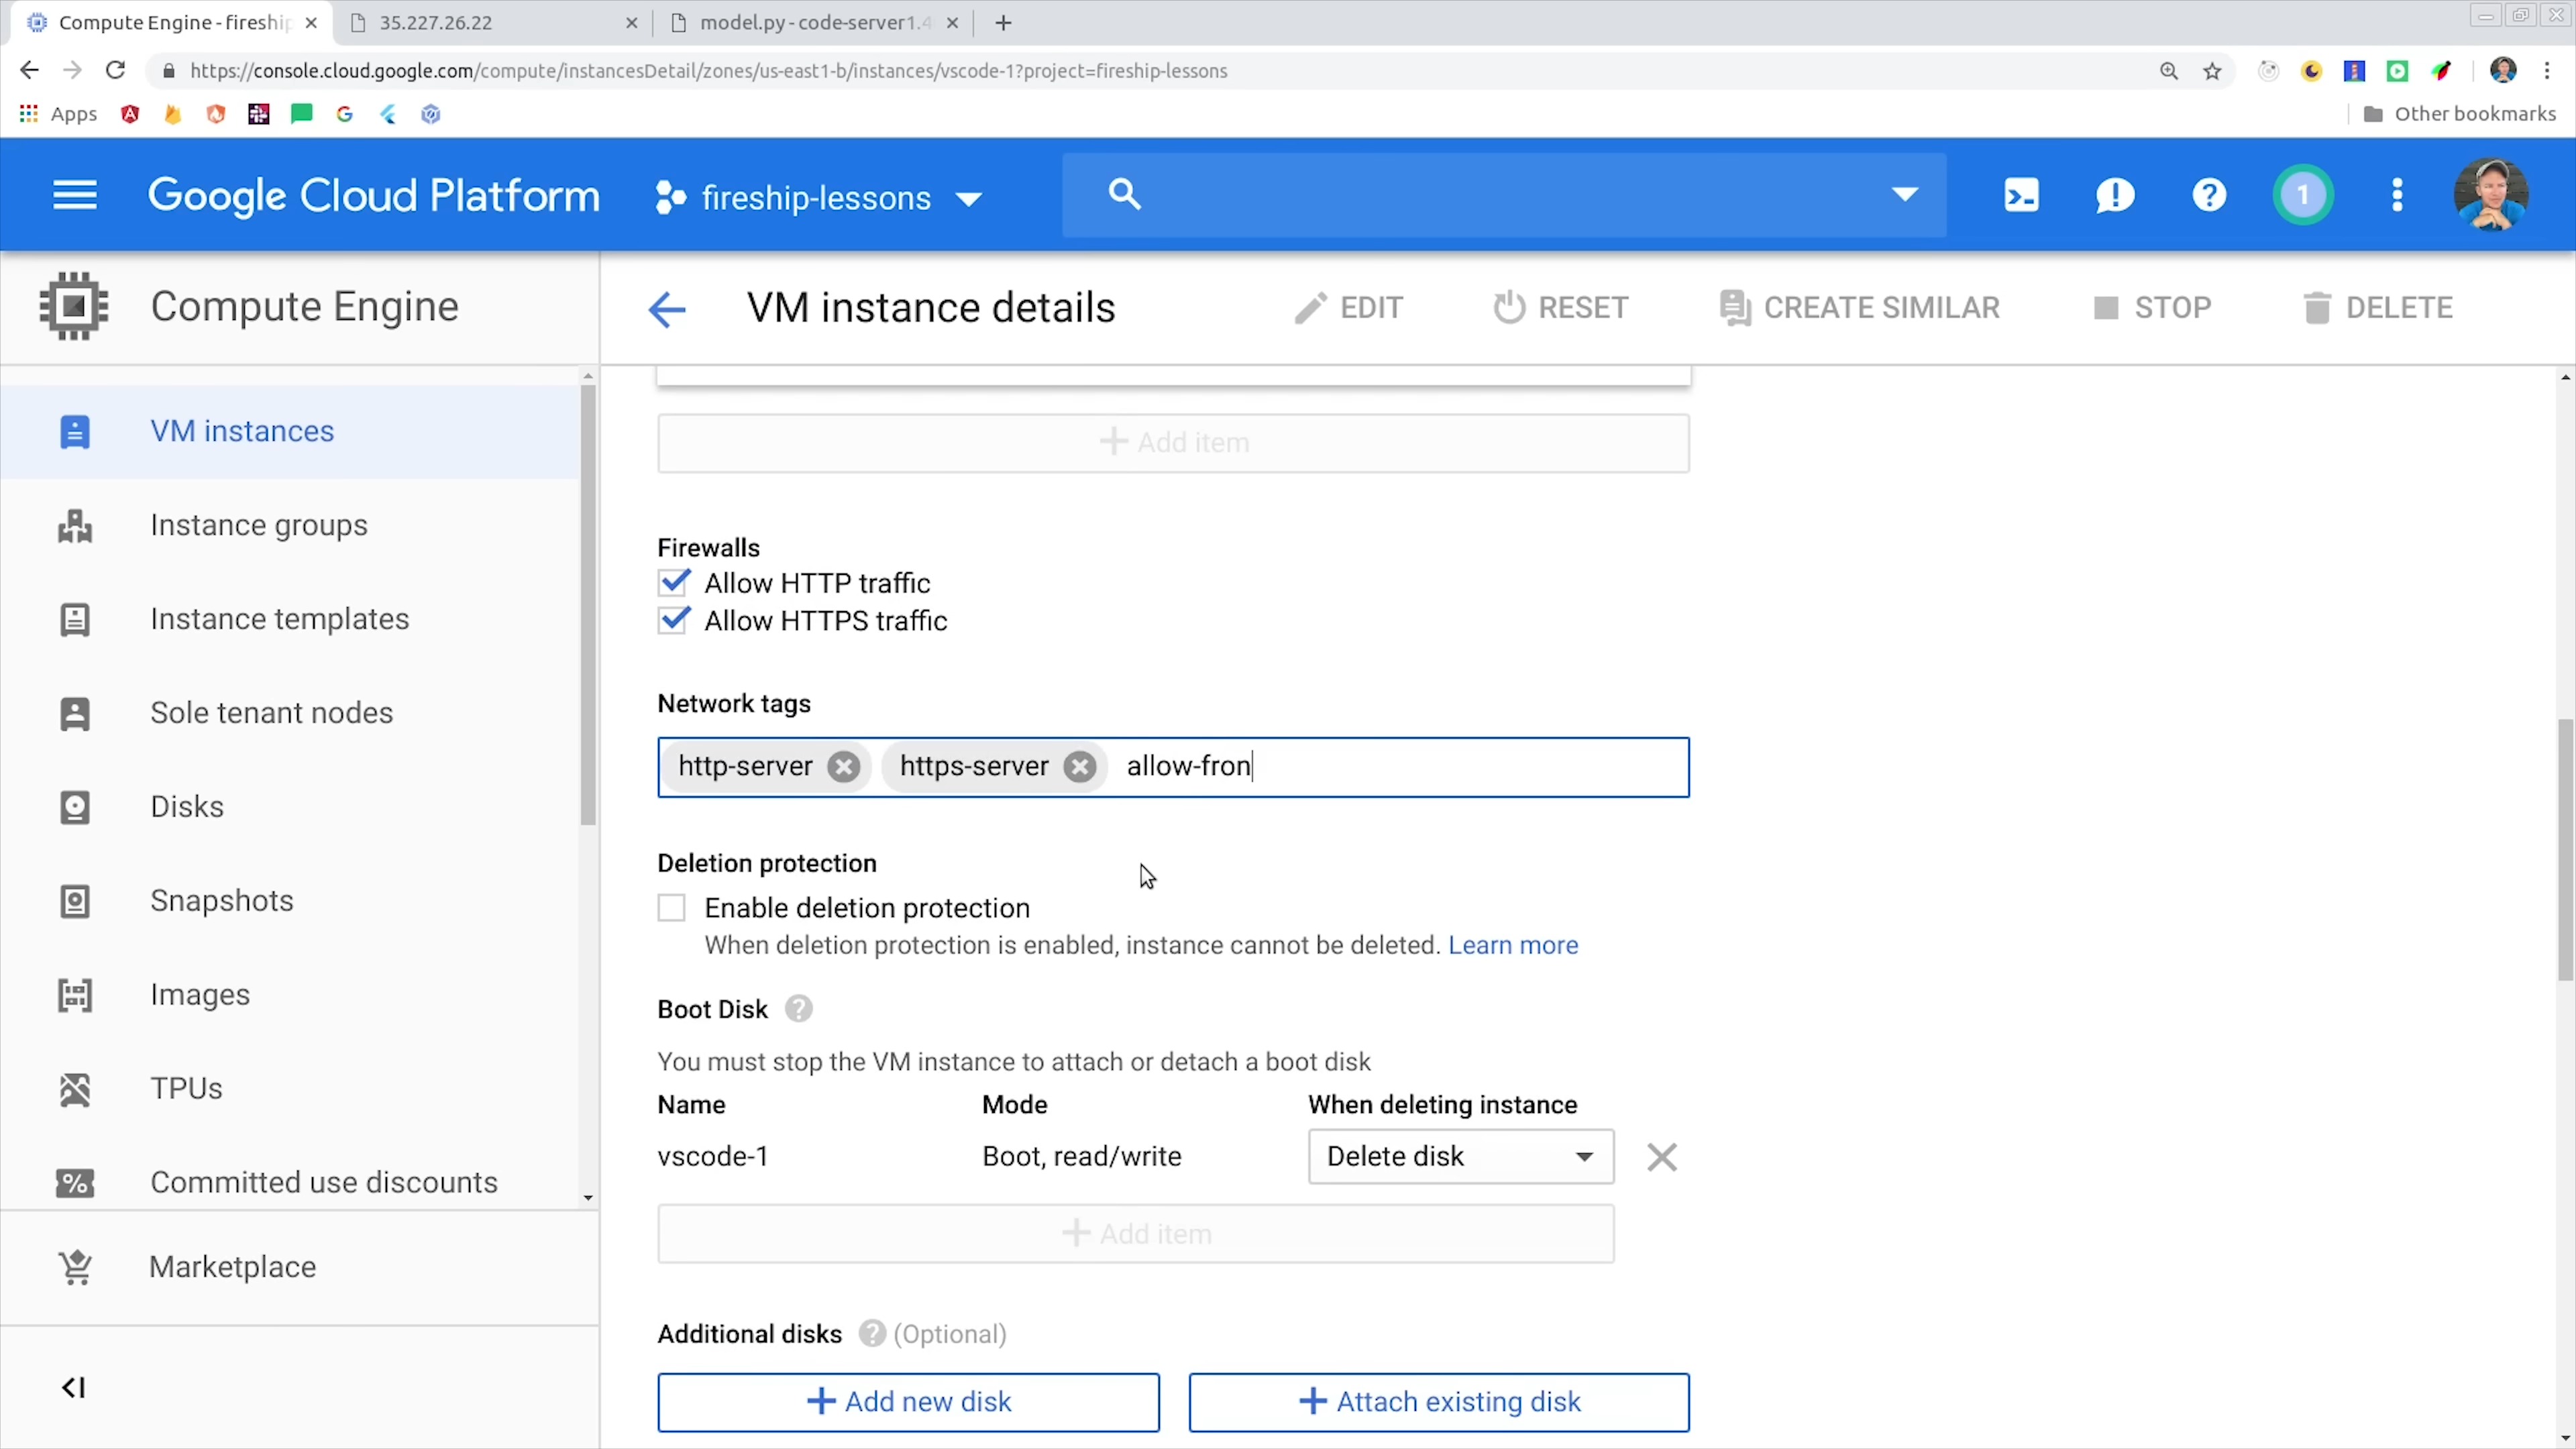 Compute Engine - fireship
35.227.26.22
model.py - code-server1.4
https://console.cloud.google.com/compute/instancesDetail/zones/us-east1-b/instances/vscode-1?project=fireship-lessons
Apps
Other bookmarks
Google Cloud Platform
fireship-lessons
1
Compute Engine
VM instance details
EDIT
RESET
CREATE SIMILAR
STOP
DELETE
VM instances
Instance groups
Instance templates
Sole tenant nodes
Disks
Snapshots
Images
TPUs
Committed use discounts
Marketplace
+ Add item
Firewalls
Allow HTTP traffic
Allow HTTPS traffic
Network tags
http-server
https-server
allow-fron
Deletion protection
Enable deletion protection
When deletion protection is enabled, instance cannot be deleted. Learn more
Boot Disk ?
You must stop the VM instance to attach or detach a boot disk
Name Mode When deleting instance
vscode-1 Boot, read/write Delete disk
+ Add item
Additional disks ? (Optional)
+ Add new disk
+ Attach existing disk